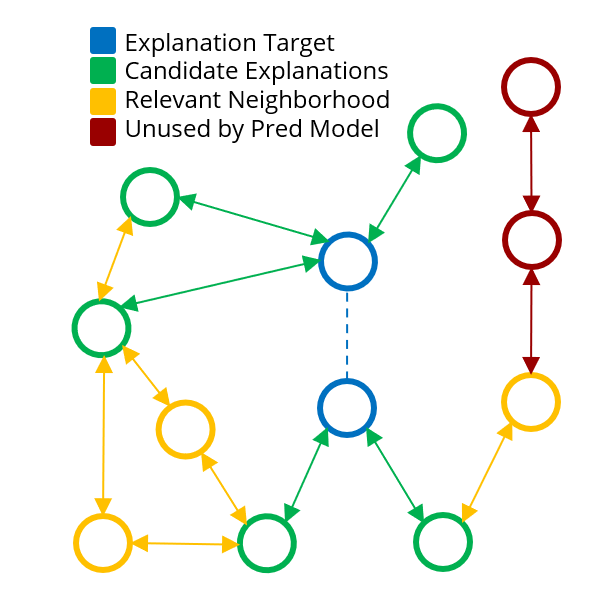 Explanation Target
Candidate Explanations
Relevant Neighborhood
Unused by Pred Model